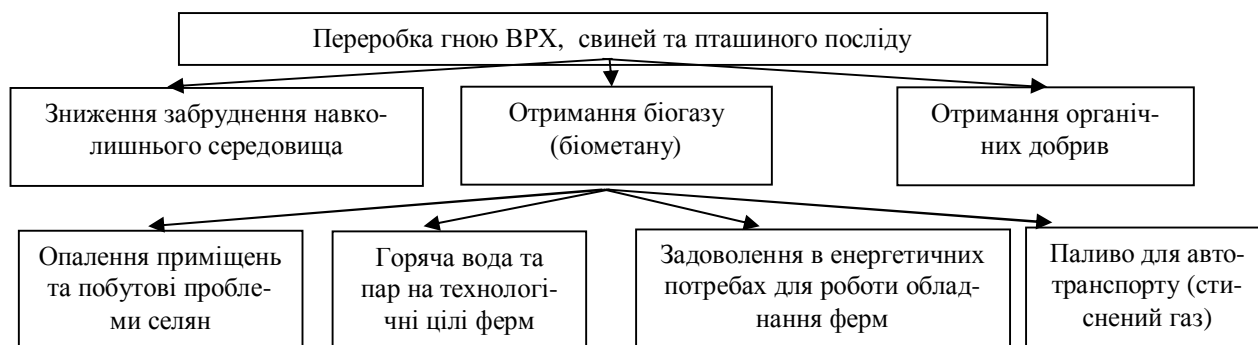 Переробка гною ВРХ, свиней та пташиного посліду
Зниження забруднення навко-
лишнього середовища
Отримання біогазу
(біометану)
Отримання органіч-
них добрив
Опалення приміщень
та побутові пробле-
ми селян
Горяча вода та
пар на технологі-
чні цілі ферм
Задоволення в енергетичних
потребах для роботи облад-
нання ферм
Паливо для авто-
транспорту (сти-
снений газ)